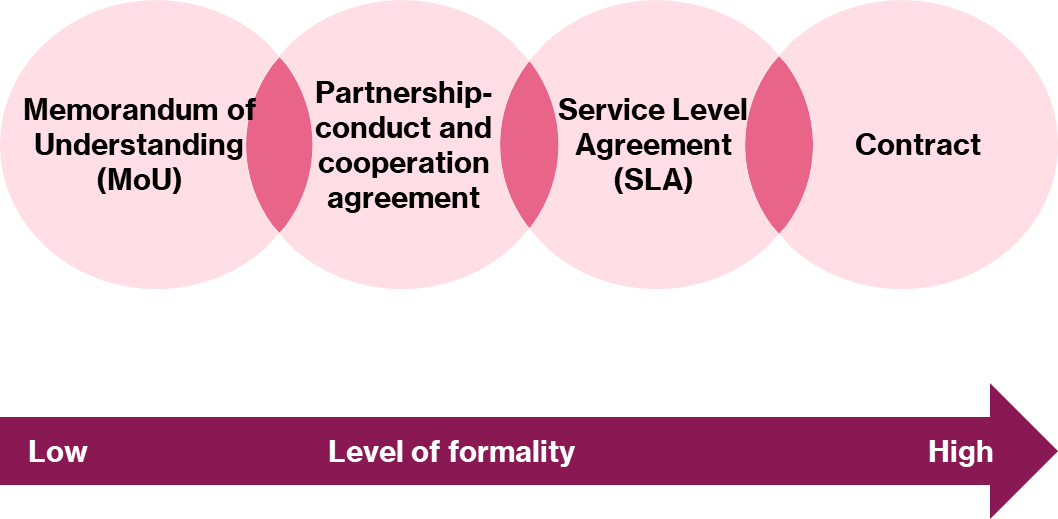 Memorandum of
Understanding
(MoU)
Partnership-
conduct and
cooperation
agreement
Service Level
Agreement
(SLA)
Contract
Low
Level of formality
High